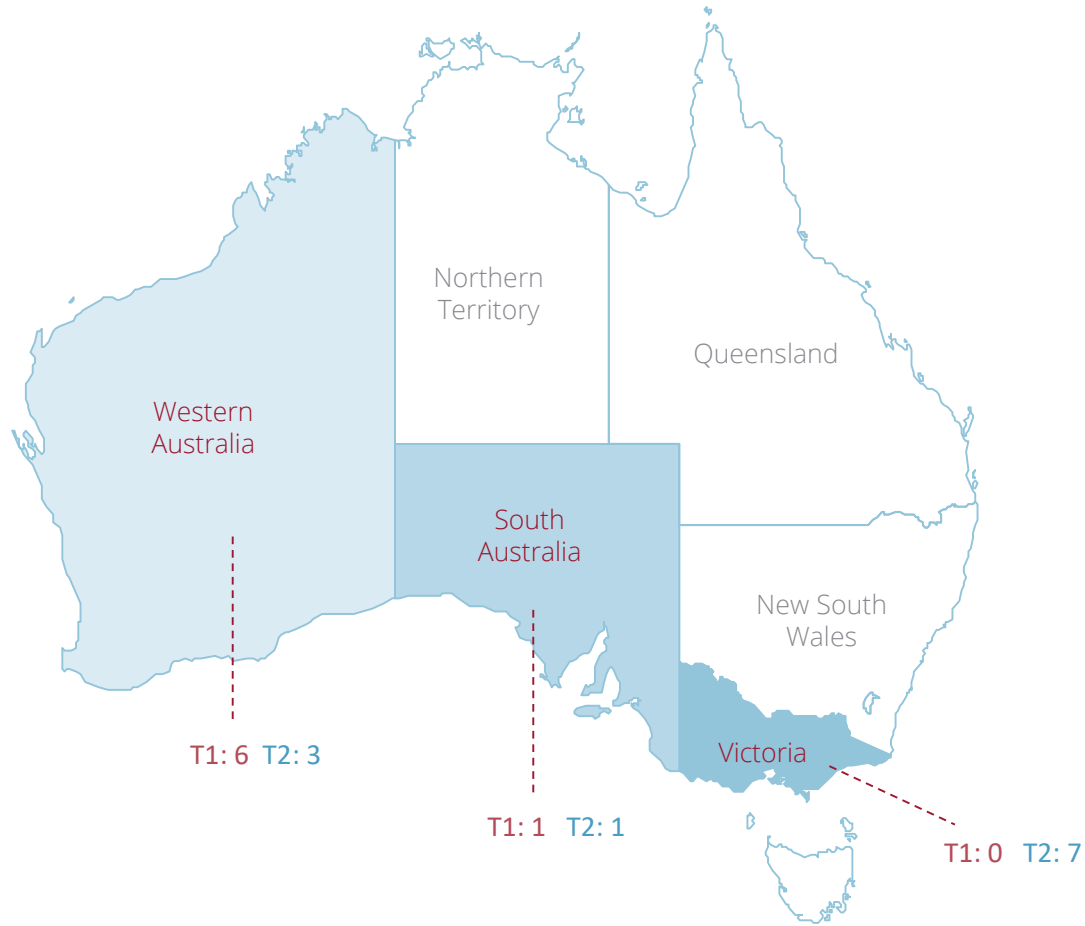 Northern
Territory
Queensland
Western
Australia
South
Australia
New South
Wales
Victoria
T1: 6 T2: 3
T1: 1 T2: 1
T1: 0 T2: 7